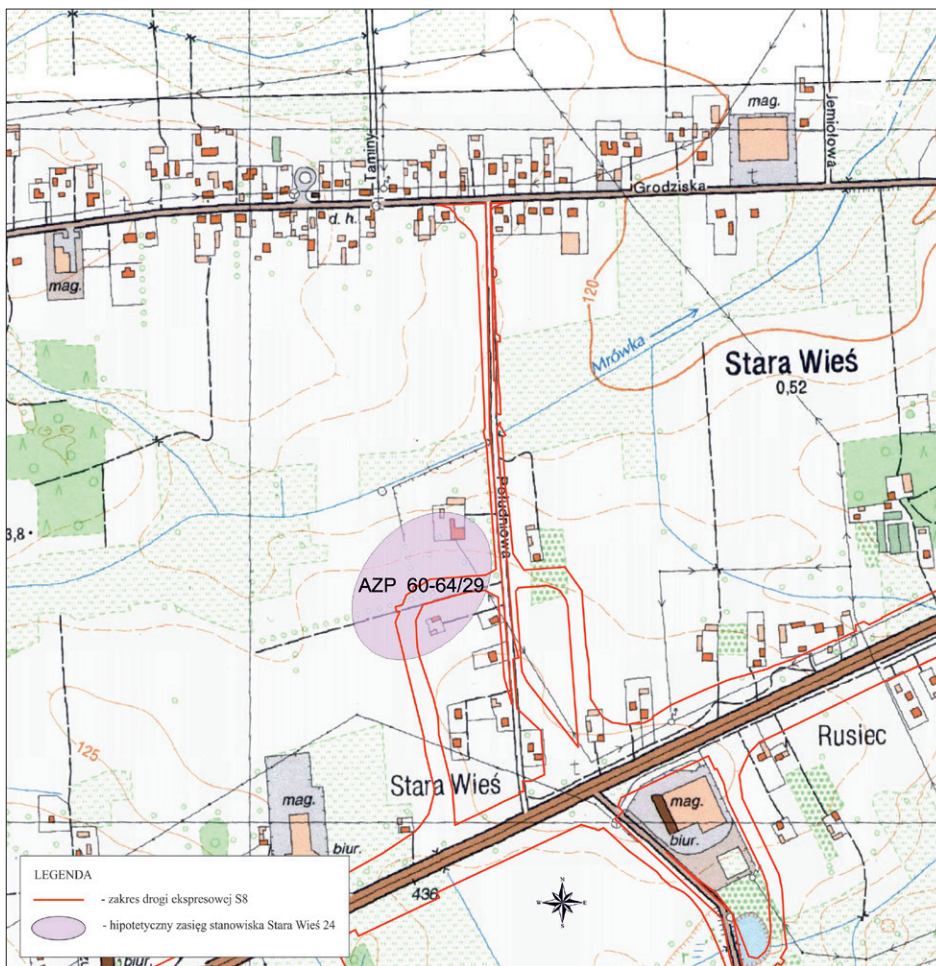 Taminy
mag.
Jemiołowa
Grodziska
d. h.
mag.
120
Mrówka
Stara Wieś
0,52
Południowa
3,8
AZP 60-64/29
Rusiec
125
Stara Wieś
mag.
mag.
biur.
biur.
436
LEGENDA
- zakres drogi ekspresowej S8
- hipotetyczny zasięg stanowiska Stara Wieś 24
biur.
N
W
E
S
r